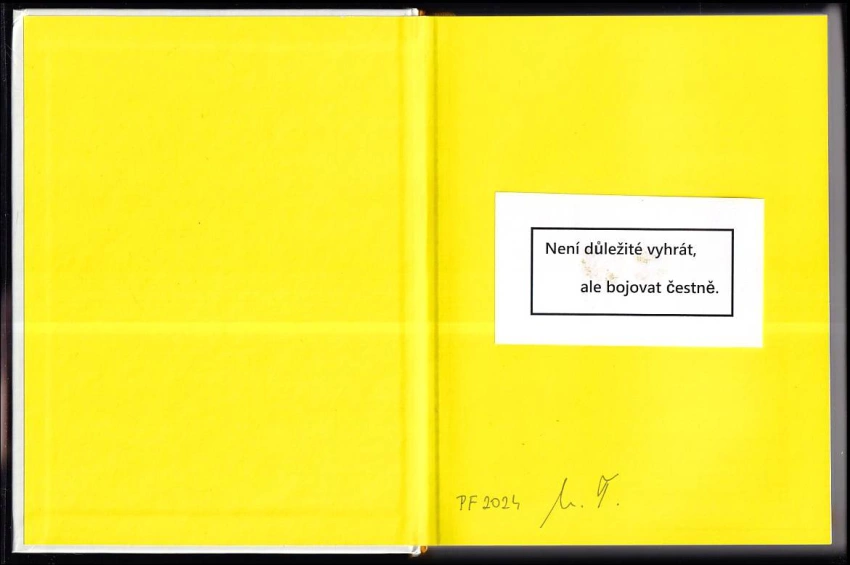 Není důležité vyhrát,
ale bojovat čestně.
PF 2024